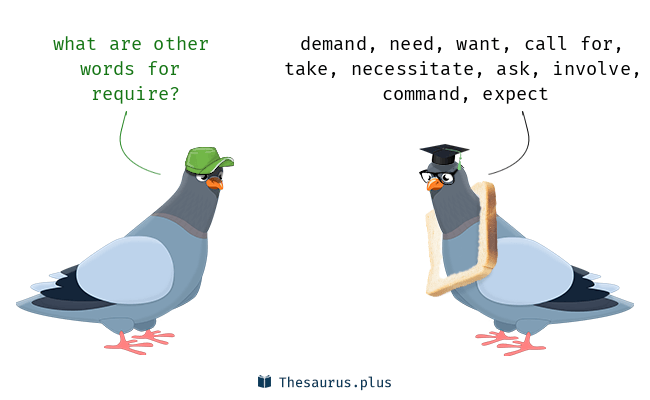 what are other
words for
require?
demand, need, want, call for,
take, necessitate, ask, involve,
command, expect
Thesaurus.plus